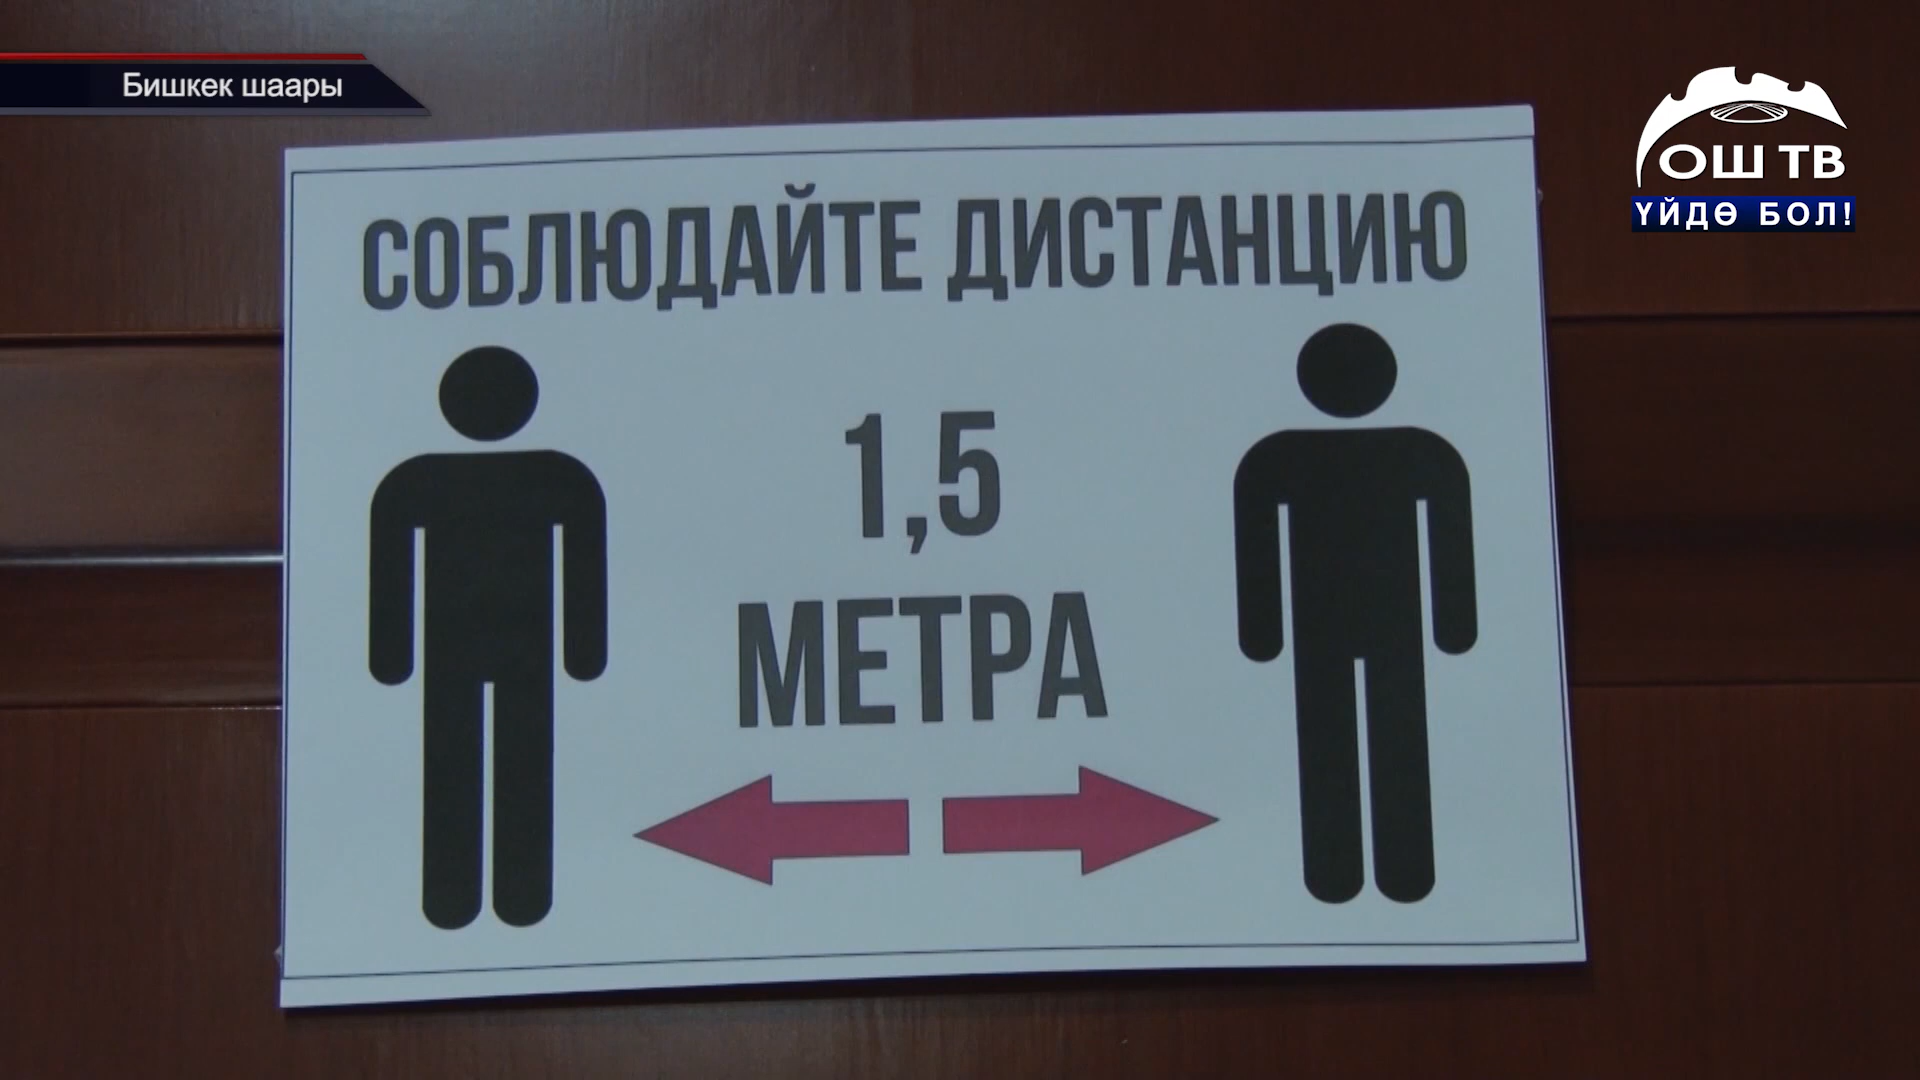 Бишкек шаары
ОШ ТВ
ҮЙДӨ БОЛ!
СОБЛЮДАЙТЕ ДИСТАНЦИЮ
1,5
МЕТРА